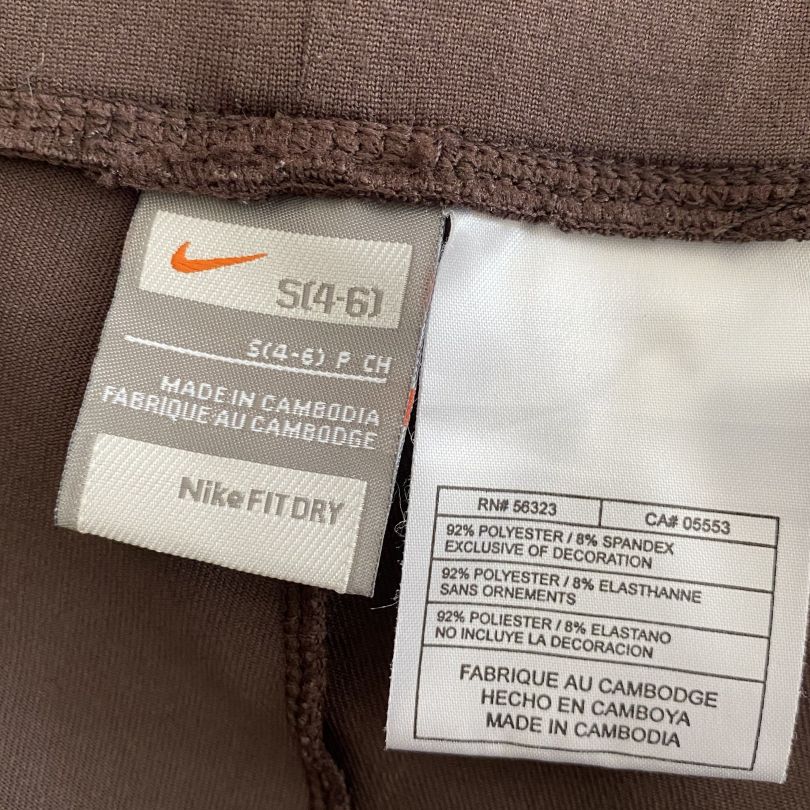 S(4-6)
S(4-6) P CH
MADE IN CAMBODIA
FABRIQUE AU CAMBODGE
Nike FIT DRY
RN# 56323
CA# 05553
92% POLYESTER / 8% SPANDEX
EXCLUSIVE OF DECORATION
92% POLYESTER / 8% ELASTHANNE
SANS ORNEMENTS
92% POLIESTER / 8% ELASTANO
NO INCLUYE LA DECORACION
FABRIQUE AU CAMBODGE
HECHO EN CAMBOYA
MADE IN CAMBODIA